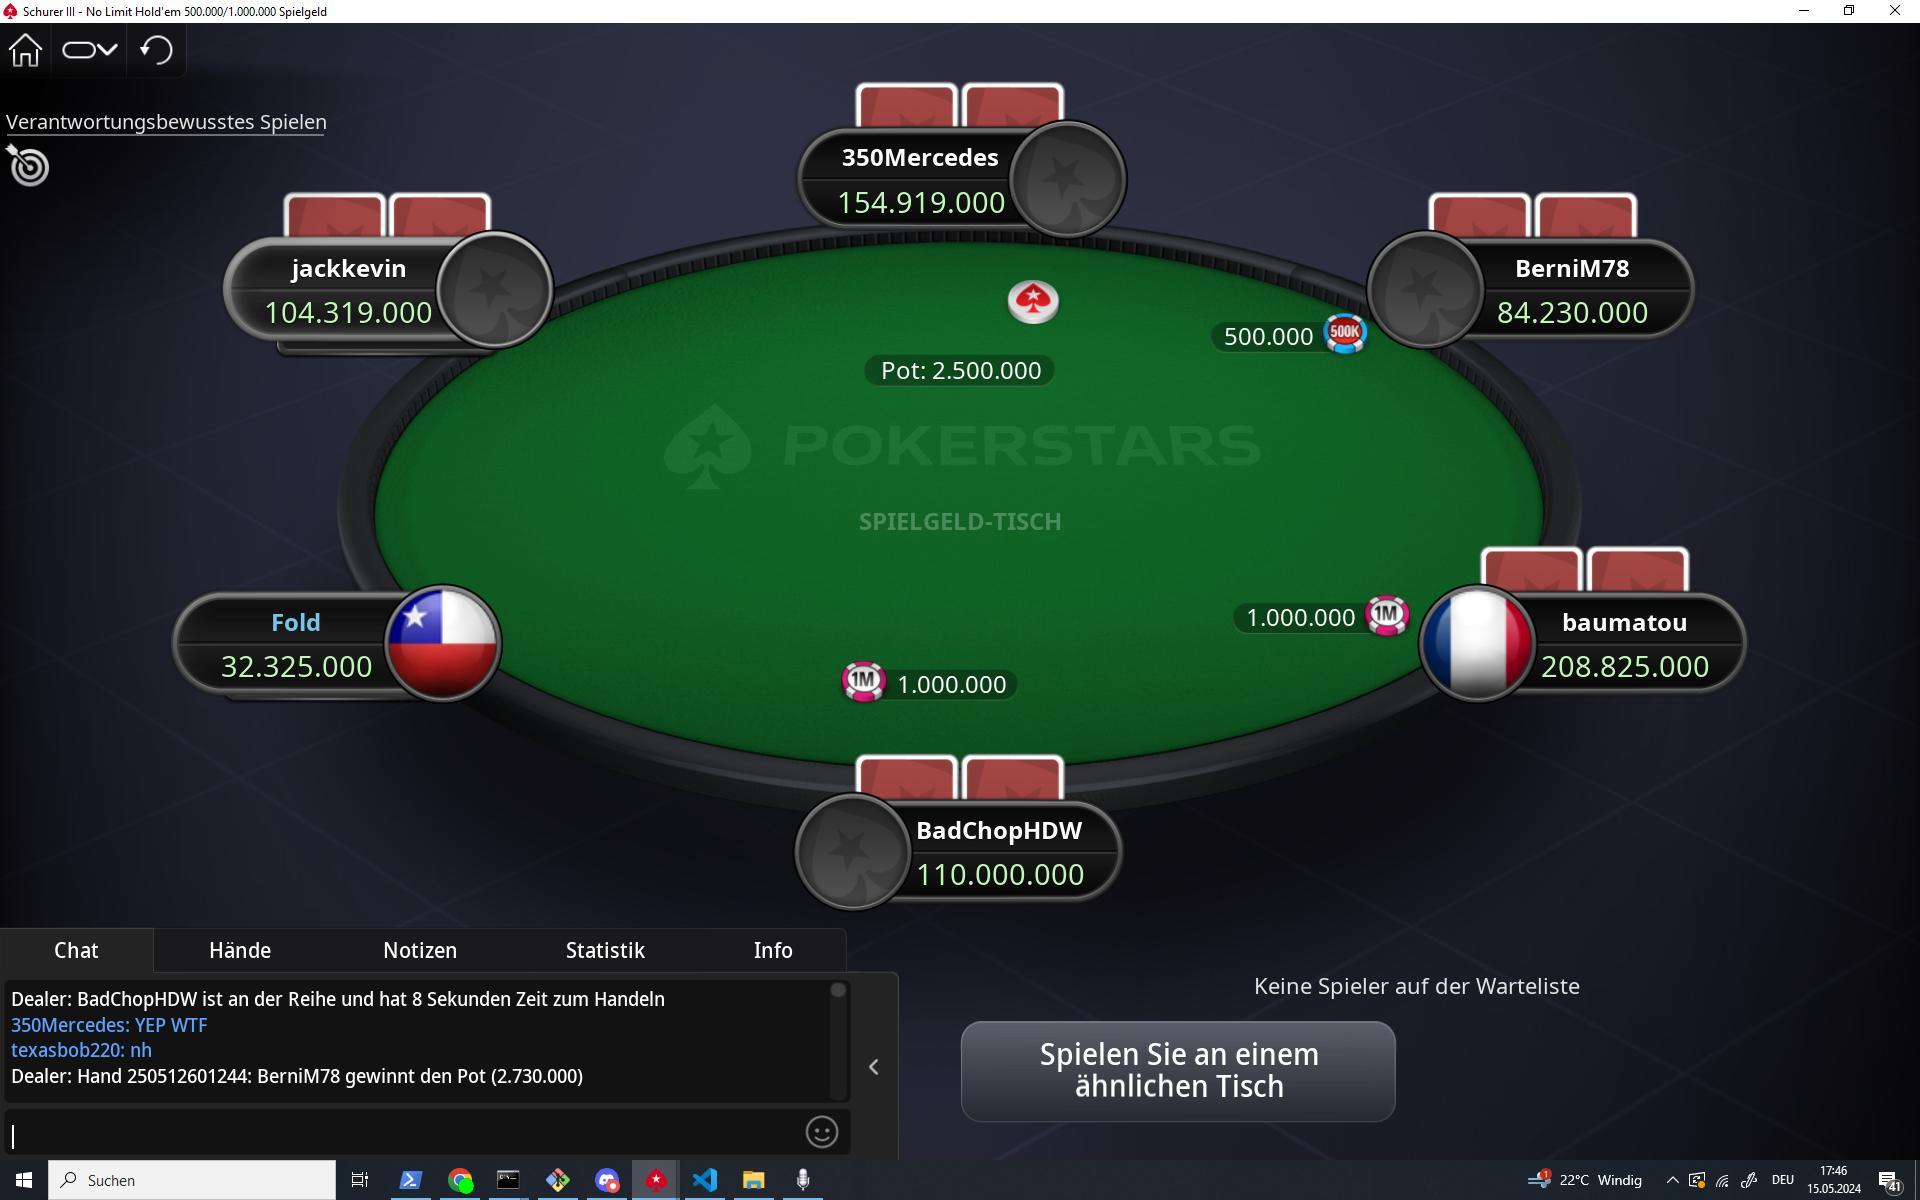 Schurer III - No Limit Hold'em 500.000/1.000.000 Spielgeld
Verantwortungsbewusstes Spielen
350Mercedes
154.919.000
jackkevin
104.319.000
BerniM78
84.230.000
500.000
500K
Pot: 2.500.000
POKERSTARS
SPIELGELD-TISCH
Fold
32.325.000
1.000.000
1M
baumatou
208.825.000
1M
1.000.000
BadChopHDW
110.000.000
Chat
Hände
Notizen
Statistik
Info
Dealer: BadChopHDW ist an der Reihe und hat 8 Sekunden Zeit zum Handeln
350Mercedes: YEP WTF
texasbob220: nh
Dealer: Hand 250512601244: BerniM78 gewinnt den Pot (2.730.000)
Keine Spieler auf der Warteliste
Spielen Sie an einem
ähnlichen Tisch
Suchen
1
22°C Windig
DEU
17:46
15.05.2024
41